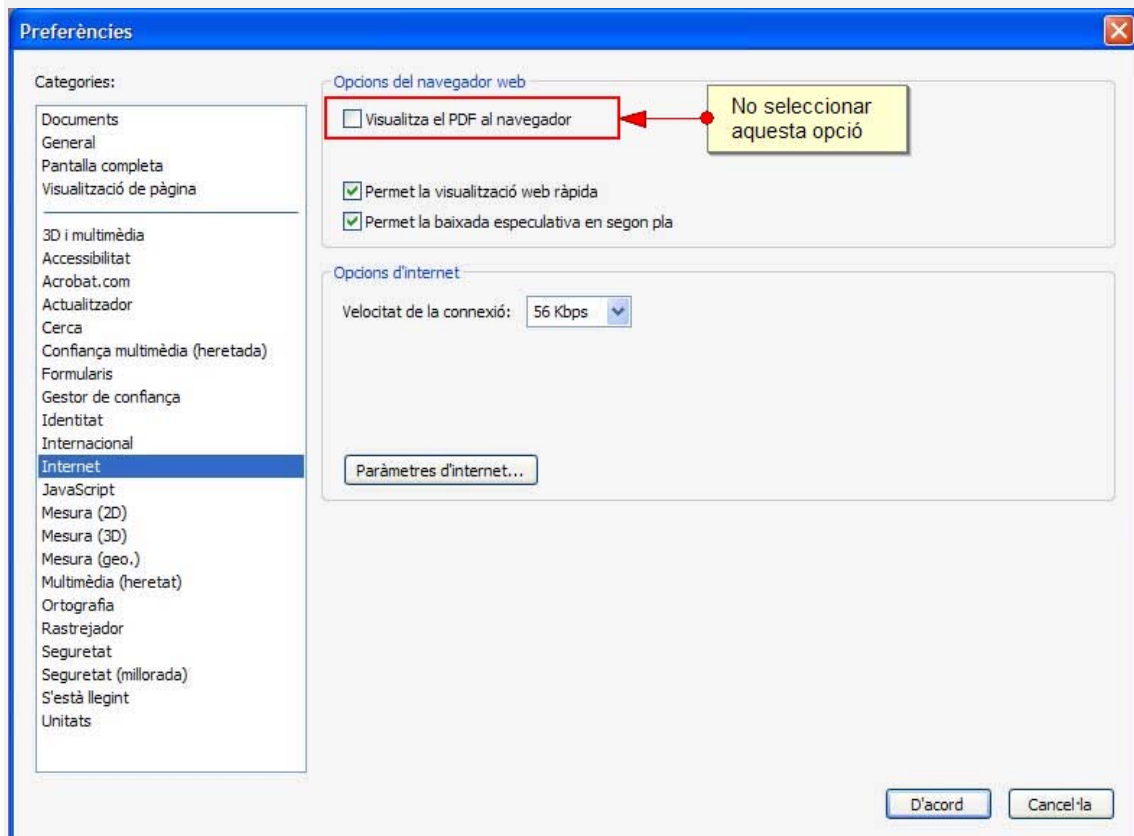 Preferències
Categories:
Documents
General
Pantalla completa
Visualització de pàgina
3D i multimèdia
Accessibilitat
Acrobat.com
Actualitzador
Cerca
Confiança multimèdia (heretada)
Formularis
Gestor de confiança
Identitat
Internacional
Internet
JavaScript
Mesura (2D)
Mesura (3D)
Mesura (geo.)
Multimèdia (heretat)
Ortografia
Rastrejador
Seguretat
Seguretat (millorada)
S'està llegint
Unitats
Opcions del navegador web
Visualitza el PDF al navegador
No seleccionar
aquesta opció
Permet la visualització web ràpida
Permet la baixada especulativa en segon pla
Opcions d'internet
Velocitat de la connexió: 56 Kbps
Paràmetres d'internet...
D'acord
Cancel·la